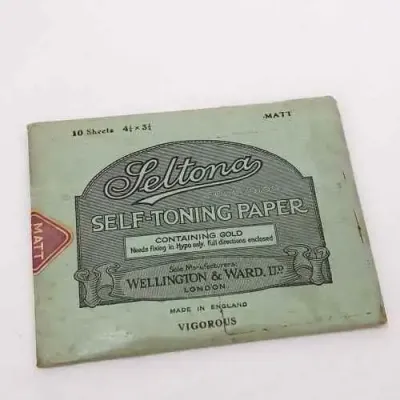 10 Sheets 4¼ × 3¼ MATT
Seltona
SELF-TONING PAPER
CONTAINING GOLD
Needs fixing in Hypo only. Full directions enclosed
MATT
Sole Manufacturers:
WELLINGTON & WARD, LTD
LONDON
MADE IN ENGLAND
VIGOROUS